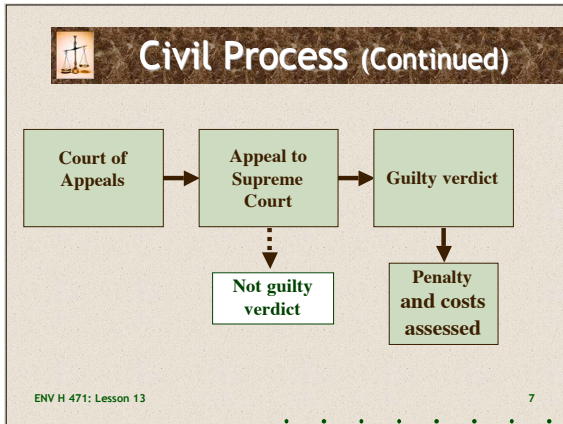 Civil Process (Continued)
Court of
Appeals
Appeal to
Supreme
Court
Guilty verdict
Not guilty
verdict
Penalty
and costs
assessed
ENV H 471: Lesson 13
7